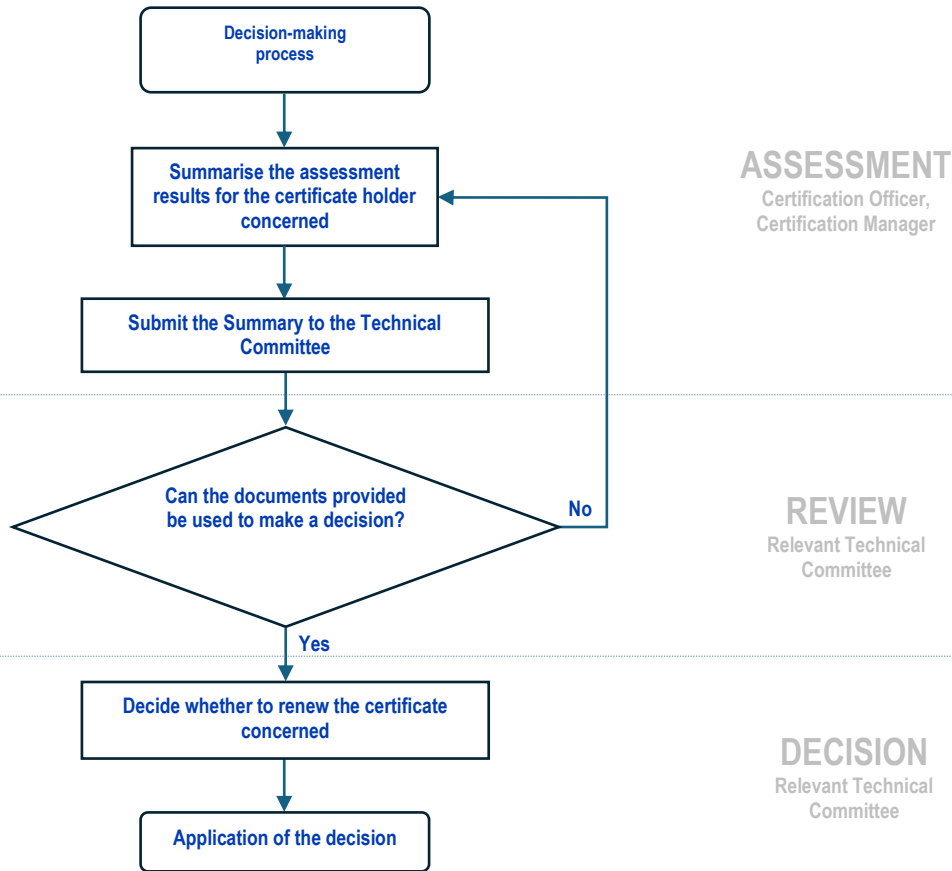 Decision-making
process
Summarise the assessment
results for the certificate holder
concerned
ASSESSMENT
Certification Officer,
Certification Manager
Submit the Summary to the Technical
Committee
Can the documents provided
be used to make a decision?
No
REVIEW
Relevant Technical
Committee
Yes
Decide whether to renew the certificate
concerned
DECISION
Relevant Technical
Committee
Application of the decision